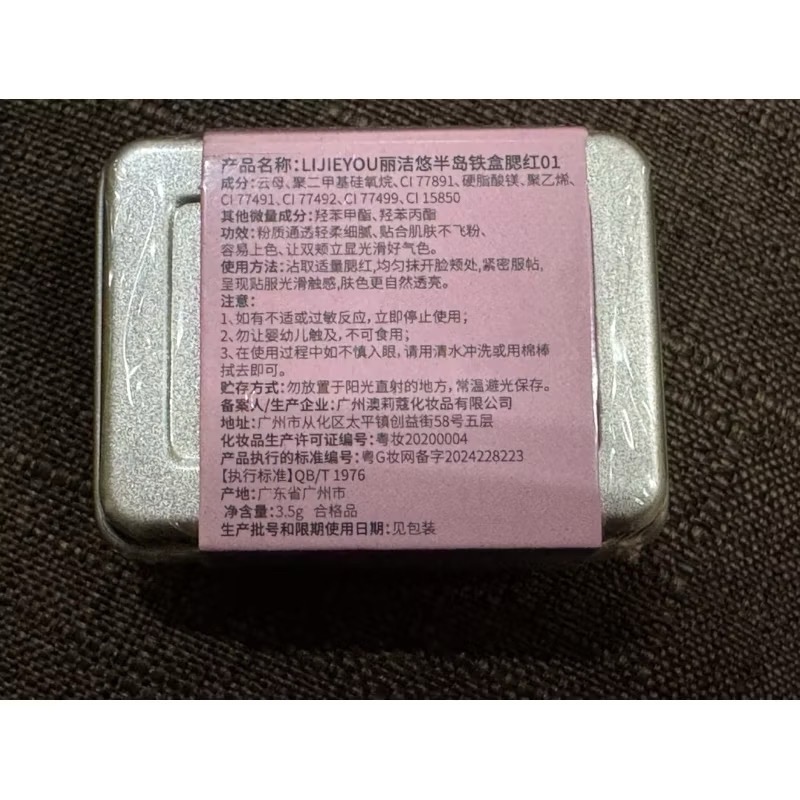 产品名称:LIJIEYOU丽洁悠半岛铁盒腮红01
成分:云母、聚二甲基硅氧烷、CI 77891、硬脂酸镁、聚乙烯、
CI 77491、CI 77492、CI 77499、CI 15850
其他微量成分:羟苯甲酯、羟苯丙酯
功效:粉质通透轻柔细腻、贴合肌肤不飞粉、
容易上色、让双颊立显光滑好气色。
使用方法:沾取适量腮红,均匀抹开脸颊处,紧密服帖,
呈现贴服光滑触感,肤色更自然透亮。
注意:
1、如有不适或过敏反应,立即停止使用;
2、勿让婴幼儿触及,不可食用;
3、在使用过程中如不慎入眼,请用清水冲洗或用棉棒
拭去即可。
贮存方式:勿放置于阳光直射的地方,常温避光保存。
备案人/生产企业:广州澳莉蔻化妆品有限公司
地址:广州市从化区太平镇创益街58号五层
化妆品生产许可证编号:粤妆20200004
产品执行的标准编号:粤G妆网备字2024228223
【执行标准】QB/T 1976
产地:广东省广州市
净含量:3.5g 合格品
生产批号和限期使用日期:见包装